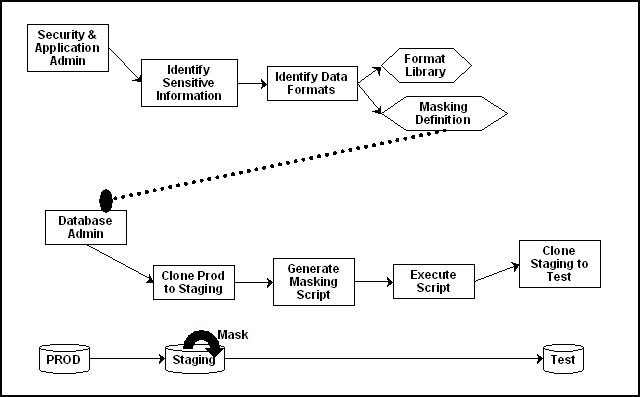 Security &
Application
Admin
Identify
Sensitive
Information
Identify Data
Formats
Format
Library
Masking
Definition
Database
Admin
Clone Prod
to Staging
Generate
Masking
Script
Execute
Script
Clone
Staging to
Test
Mask
PROD
Staging
Test